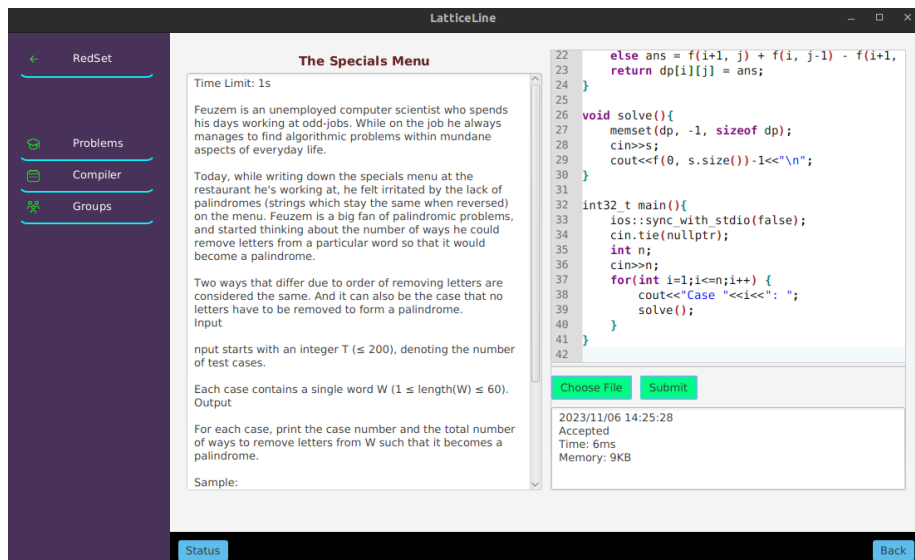 LatticeLine
RedSet
Problems
Compiler
Groups
The Specials Menu
Time Limit: 1s
Feuzem is an unemployed computer scientist who spends
his days working at odd-jobs. While on the job he always
manages to find algorithmic problems within mundane
aspects of everyday life.
Today, while writing down the specials menu at the
restaurant he's working at, he felt irritated by the lack of
palindromes (strings which stay the same when reversed)
on the menu. Feuzem is a big fan of palindromic problems,
and started thinking about the number of ways he could
remove letters from a particular word so that it would
become a palindrome.
Two ways that differ due to order of removing letters are
considered the same. And it can also be the case that no
letters have to be removed to form a palindrome.
Input
nput starts with an integer T (≤ 200), denoting the number
of test cases.
Each case contains a single word W (1 ≤ length(W) ≤ 60).
Output
For each case, print the case number and the total number
of ways to remove letters from W such that it becomes a
palindrome.
Sample:
22 else ans = f(i+1, j) + f(i, j-1) - f(i+1,
23 return dp[i][j] = ans;
24 }
25
26 void solve(){
27 memset(dp, -1, sizeof dp);
28 cin>>s;
29 cout<<f(0, s.size())-1<<"\n";
30 }
31
32 int32_t main(){
33 ios::sync_with_stdio(false);
34 cin.tie(nullptr);
35 int n;
36 cin>>n;
37 for(int i=1;i<=n;i++) {
38 cout<<"Case "<<i<<": ";
39 solve();
40 }
41 }
42
Choose File
Submit
2023/11/06 14:25:28
Accepted
Time: 6ms
Memory: 9KB
Status
Back